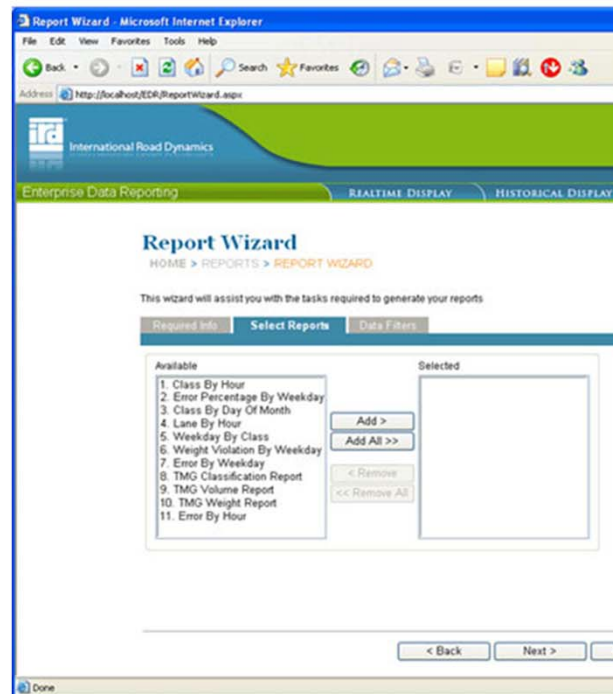 Report Wizard - Microsoft Internet Explorer
File Edit View Favorites Tools Help
Back Search Favorites
Address http://localhost/EDR/ReportWizard.aspx
ird
International Road Dynamics
Enterprise Data Reporting REALTIME DISPLAY HISTORICAL DISPLAY
Report Wizard
HOME > REPORTS > REPORT WIZARD
This wizard will assist you with the tasks required to generate your reports
Required Info Select Reports Data Filters
Available Selected
1. Class By Hour
2. Error Percentage By Weekday
3. Class By Day Of Month
4. Lane By Hour
5. Weekday By Class
6. Weight Violation By Weekday
7. Error By Weekday
8. TMG Classification Report
9. TMG Volume Report
10. TMG Weight Report
11. Error By Hour
Add >
Add All >>
< Remove
<< Remove All
< Back Next >
Done